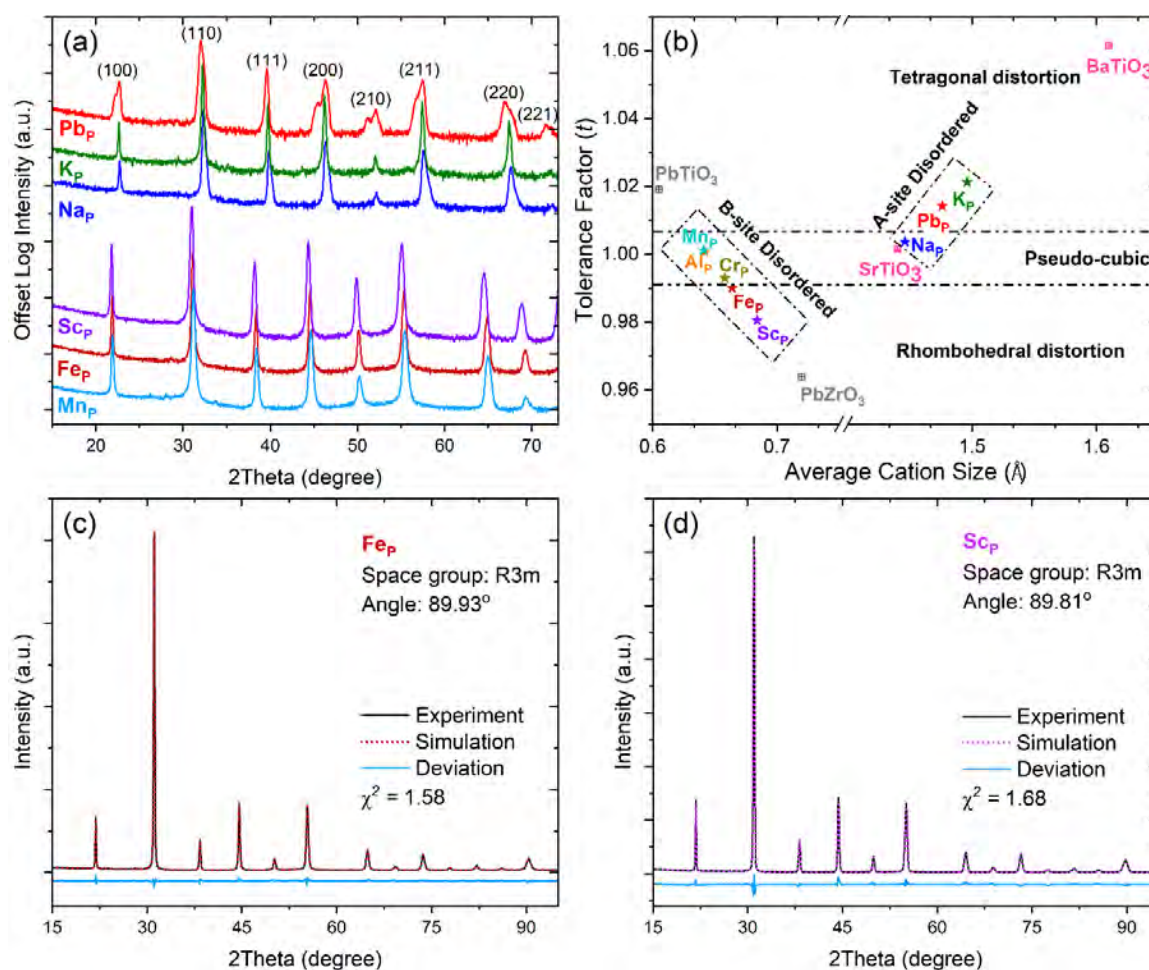 (a)
(100)
(110)
(111)
(200)
(210)
(211)
(220)
(221)
Pb_P
K_P
Na_P
Sc_P
Fe_P
Mn_P
Offset Log Intensity (a.u.)
20 30 40 50 60 70
2Theta (degree)
(b)
1.06
1.04
1.02
1.00
0.98
0.96
Tolerance Factor (t)
BaTiO₃
Tetragonal distortion
PbTiO₃
A-site Disordered
K_P
Pb_P
Na_P
SrTiO₃
B-site Disordered
Mn_P
Al_P
Cr_P
Fe_P
Sc_P
Pseudo-cubic
Rhombohedral distortion
PbZrO₃
0.6 0.7 1.5 1.6
Average Cation Size (Å)
(c)
Fe_P
Space group: R3m
Angle: 89.93°
Experiment
Simulation
Deviation
χ² = 1.58
Intensity (a.u.)
15 30 45 60 75 90
2Theta (degree)
(d)
Sc_P
Space group: R3m
Angle: 89.81°
Experiment
Simulation
Deviation
χ² = 1.68
Intensity (a.u.)
15 30 45 60 75 90
2Theta (degree)